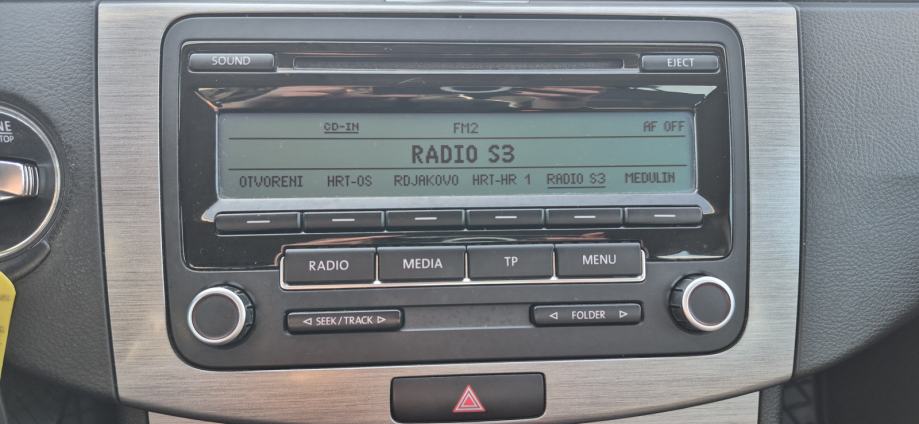 SOUND EJECT
CD-IN FM2 AF OFF
RADIO S3
OTVORENI HRT-OS RDJAKOVO HRT-HR 1 RADIO S3 MEDULIN
RADIO MEDIA TP MENU
SEEK/TRACK FOLDER